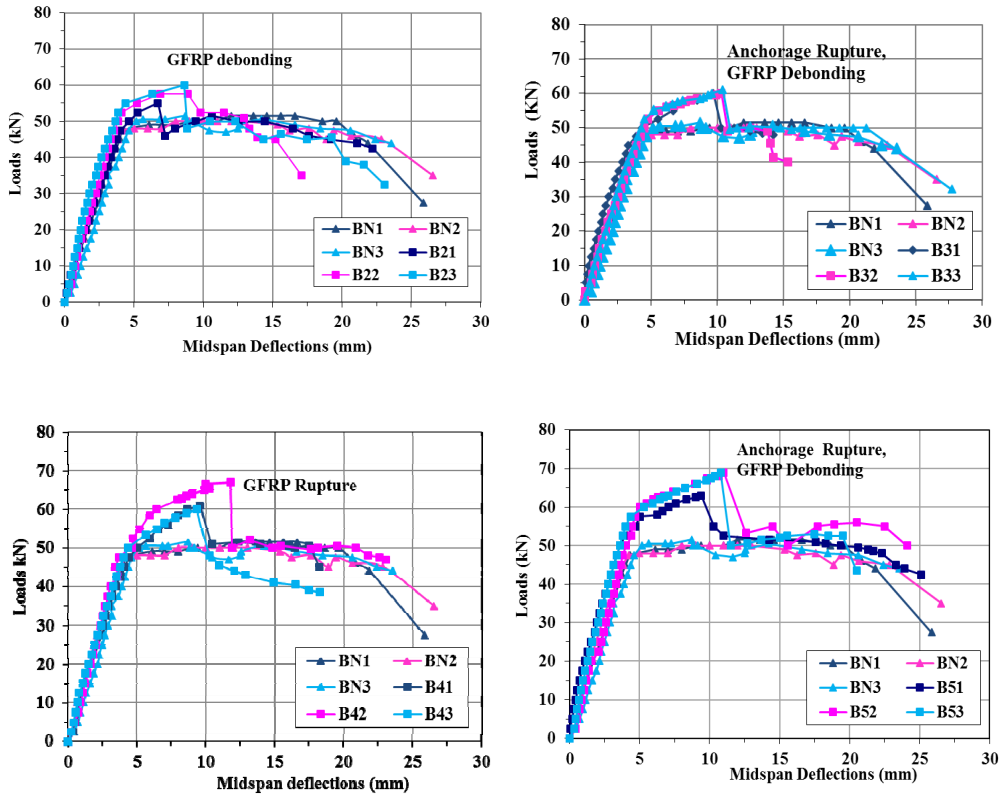 80
70
60
50
40
30
20
10
0
Loads (kN)
GFRP debonding
BN1 BN2
BN3 B21
B22 B23
0 5 10 15 20 25 30
Midspan Deflections (mm)
80
70
60
50
40
30
20
10
0
Loads (KN)
Anchorage Rupture,
GFRP Debonding
BN1 BN2
BN3 B31
B32 B33
0 5 10 15 20 25 30
Midspan Deflections (mm)
80
70
60
50
40
30
20
10
0
Loads kN)
GFRP Rupture
BN1 BN2
BN3 B41
B42 B43
0 5 10 15 20 25 30
Midspan deflections (mm)
80
70
60
50
40
30
20
10
0
Loads (kN)
Anchorage Rupture,
GFRP Debonding
BN1 BN2
BN3 B51
B52 B53
0 5 10 15 20 25 30
Midspan Deflections (mm)